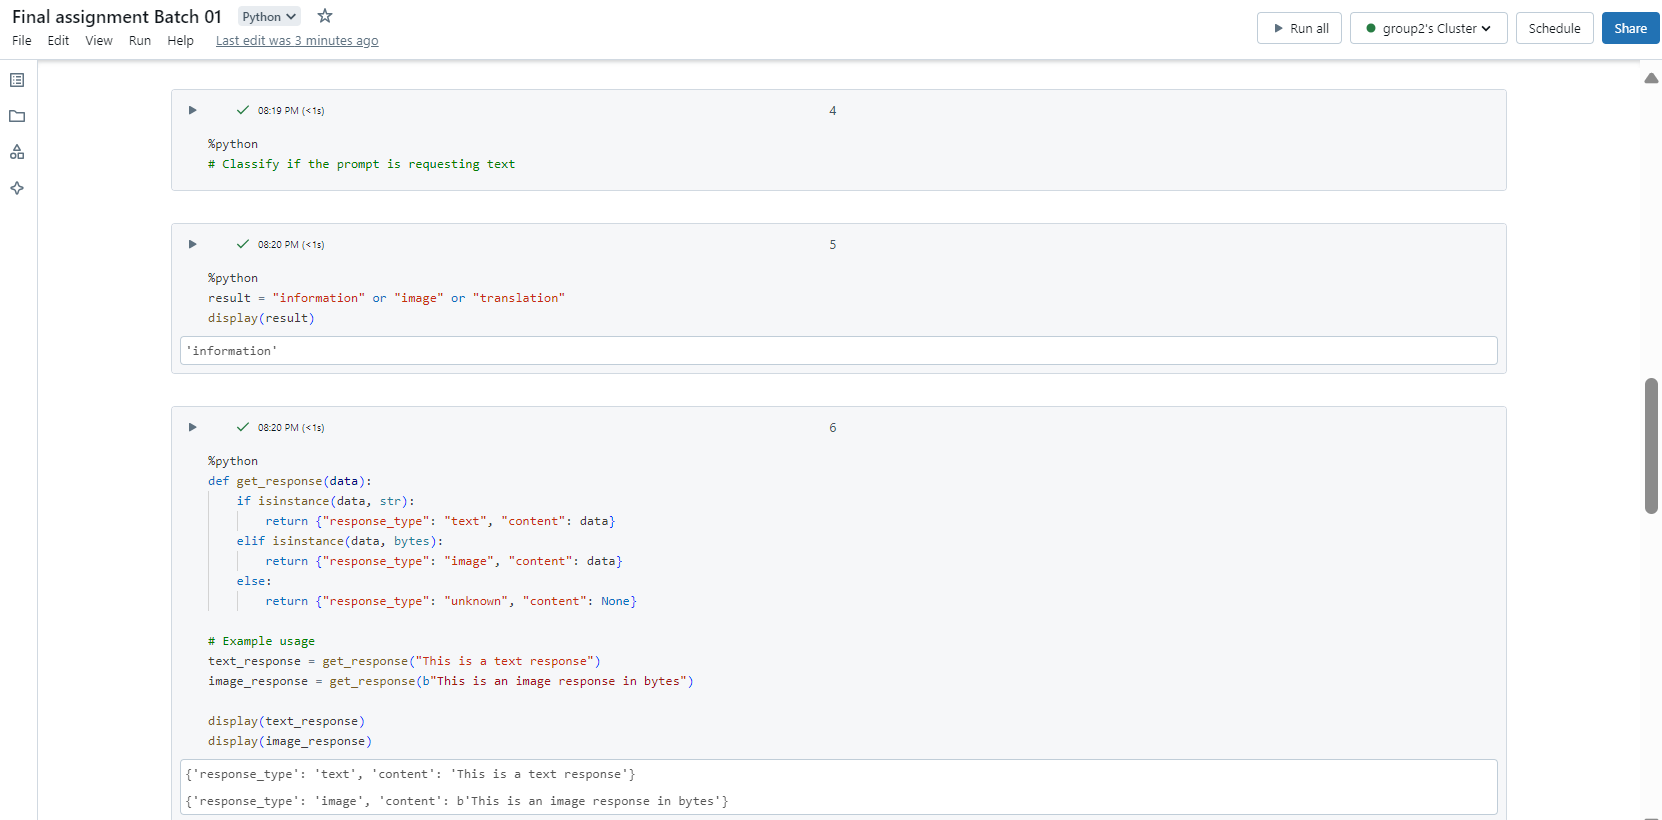 Final assignment Batch 01 Python
File Edit View Run Help Last edit was 3 minutes ago
Run all group2's Cluster Schedule Share
08:19 PM (<1s) 4
%python
# Classify if the prompt is requesting text
08:20 PM (<1s) 5
%python
result = "information" or "image" or "translation"
display(result)
'information'
08:20 PM (<1s) 6
%python
def get_response(data):
    if isinstance(data, str):
        return {"response_type": "text", "content": data}
    elif isinstance(data, bytes):
        return {"response_type": "image", "content": data}
    else:
        return {"response_type": "unknown", "content": None}
# Example usage
text_response = get_response("This is a text response")
image_response = get_response(b"This is an image response in bytes")
display(text_response)
display(image_response)
{'response_type': 'text', 'content': 'This is a text response'}
{'response_type': 'image', 'content': b'This is an image response in bytes'}